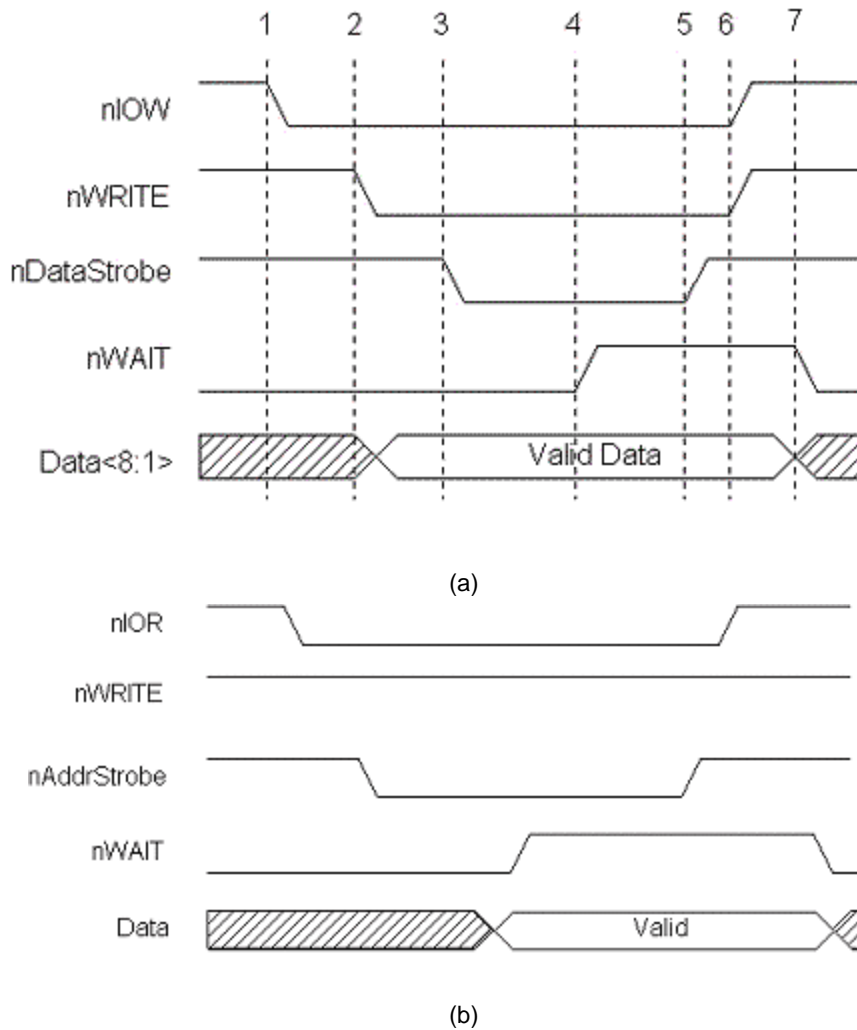 1 2 3 4 5 6 7
nIOW
nWRITE
nDataStrobe
nWAIT
Data<8:1> Valid Data
(a)
nIOR
nWRITE
nAddrStrobe
nWAIT
Data Valid
(b)